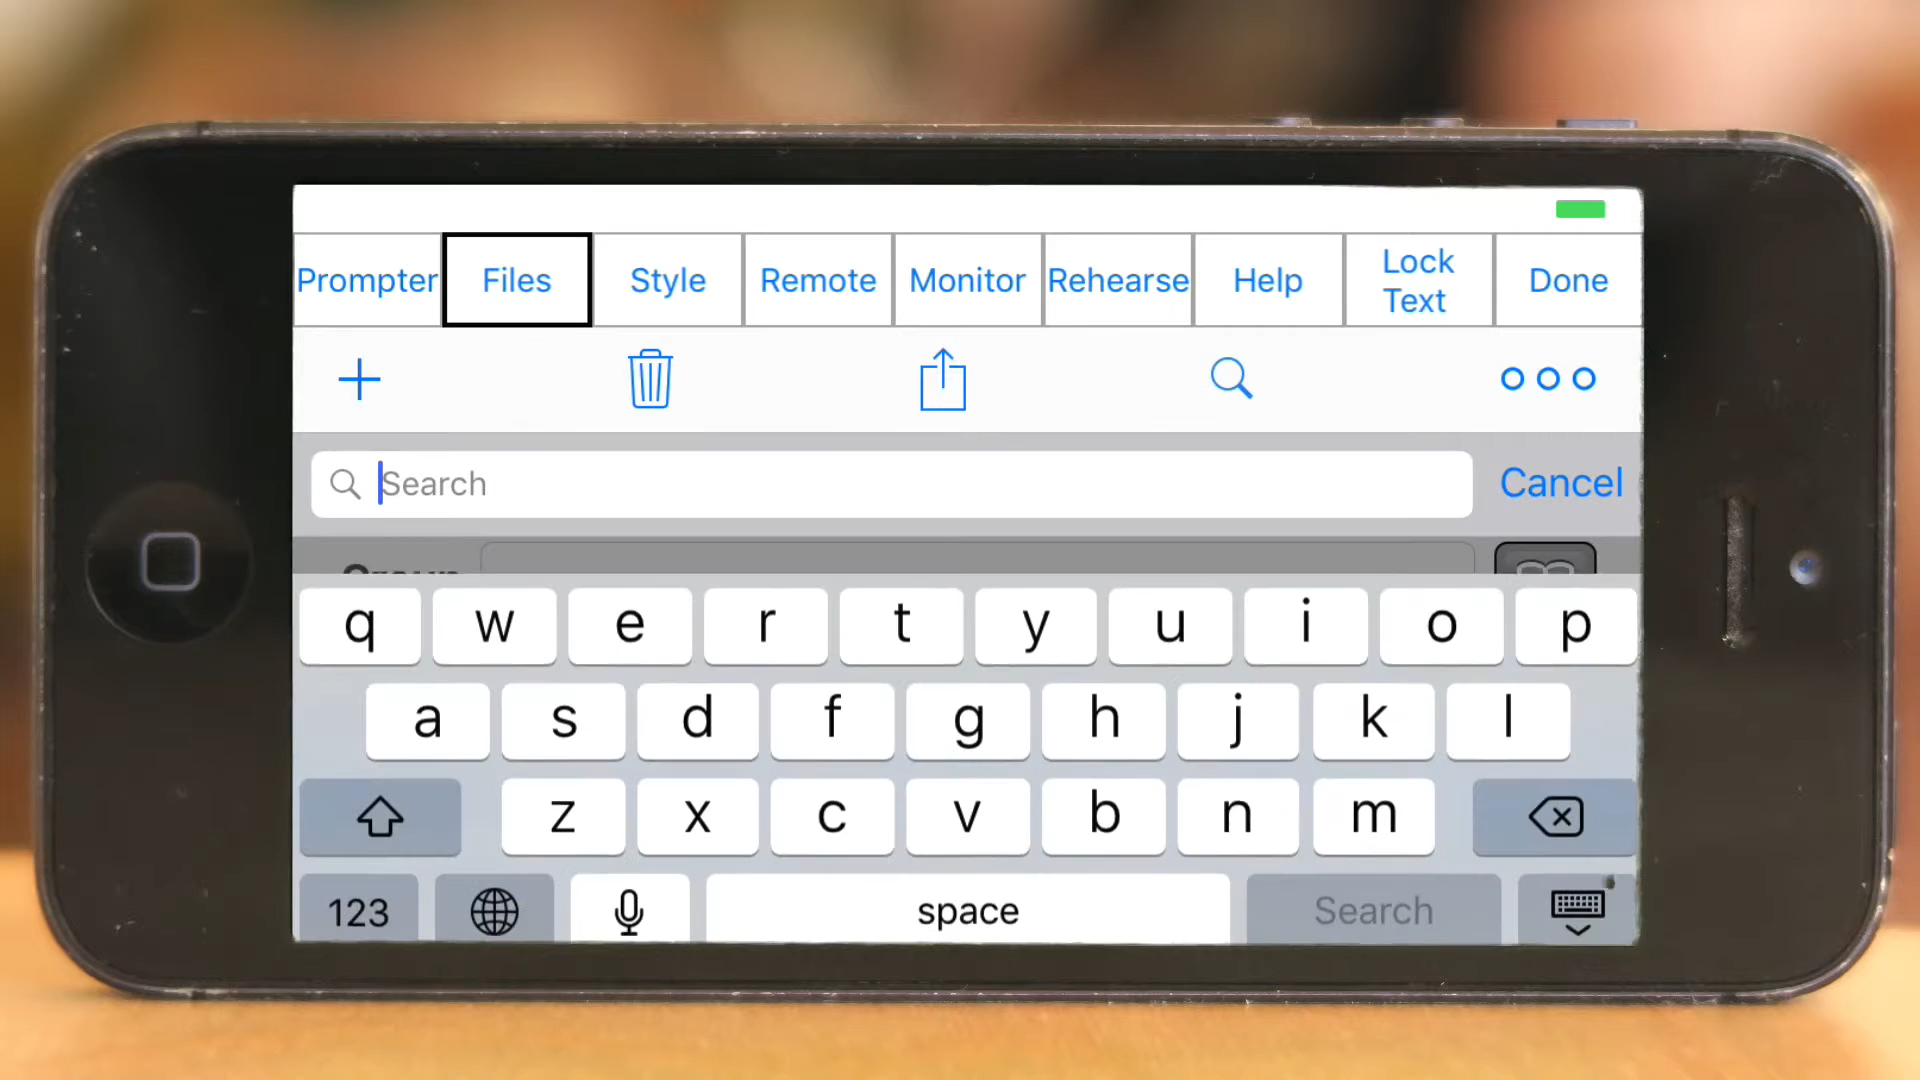 Prompter Files Style Remote Monitor Rehearse Help Lock Text Done
Search Cancel
q w e r t y u i o p
a s d f g h j k l
z x c v b n m
123 space Search